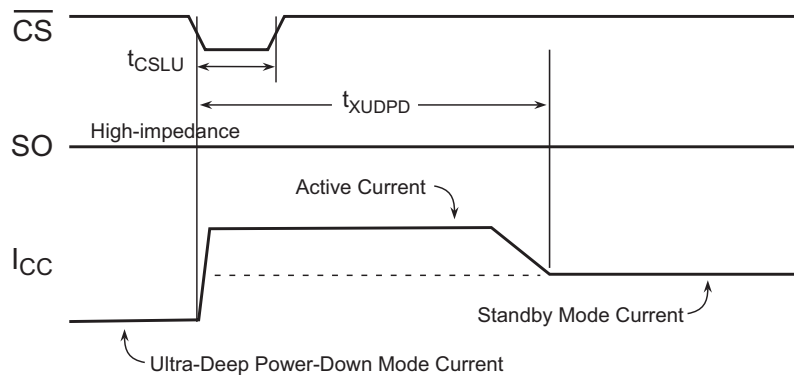 CS
tCSLU
tXUDPD
High-impedance
SO
Active Current
ICC
Standby Mode Current
Ultra-Deep Power-Down Mode Current